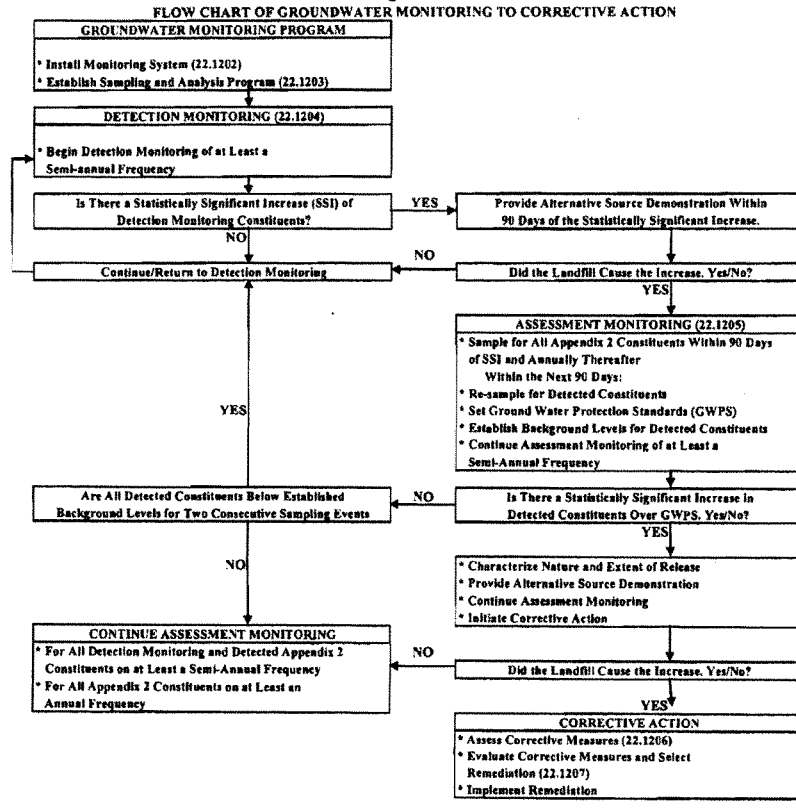 FLOW CHART OF GROUNDWATER MONITORING TO CORRECTIVE ACTION
GROUNDWATER MONITORING PROGRAM
* Install Monitoring System (22.1202)
* Establish Sampling and Analysis Program (22.1203)
DETECTION MONITORING (22.1204)
* Begin Detection Monitoring of at Least a
Semi-annual Frequency
Is There a Statistically Significant Increase (SSI) of
Detection Monitoring Constituents?
YES
Provide Alternative Source Demonstration Within
90 Days of the Statistically Significant Increase.
NO
Continue/Return to Detection Monitoring
NO
Did the Landfill Cause the Increase. Yes/No?
YES
ASSESSMENT MONITORING (22.1205)
* Sample for All Appendix 2 Constituents Within 90 Days
of SSI and Annually Thereafter
Within the Next 90 Days:
* Re-sample for Detected Constituents
* Set Ground Water Protection Standards (GWPS)
* Establish Background Levels for Detected Constituents
* Continue Assessment Monitoring of at Least a
Semi-Annual Frequency
YES
Are All Detected Constituents Below Established
Background Levels for Two Consecutive Sampling Events
NO
Is There a Statistically Significant Increase in
Detected Constituents Over GWPS. Yes/No?
YES
* Characterize Nature and Extent of Release
* Provide Alternative Source Demonstration
* Continue Assessment Monitoring
* Initiate Corrective Action
NO
CONTINUE ASSESSMENT MONITORING
* For All Detection Monitoring and Detected Appendix 2
Constituents on at Least a Semi-Annual Frequency
* For All Appendix 2 Constituents on at Least an
Annual Frequency
NO
Did the Landfill Cause the Increase. Yes/No?
YES
CORRECTIVE ACTION
* Assess Corrective Measures (22.1206)
* Evaluate Corrective Measures and Select
Remediation (22.1207)
* Implement Remediation